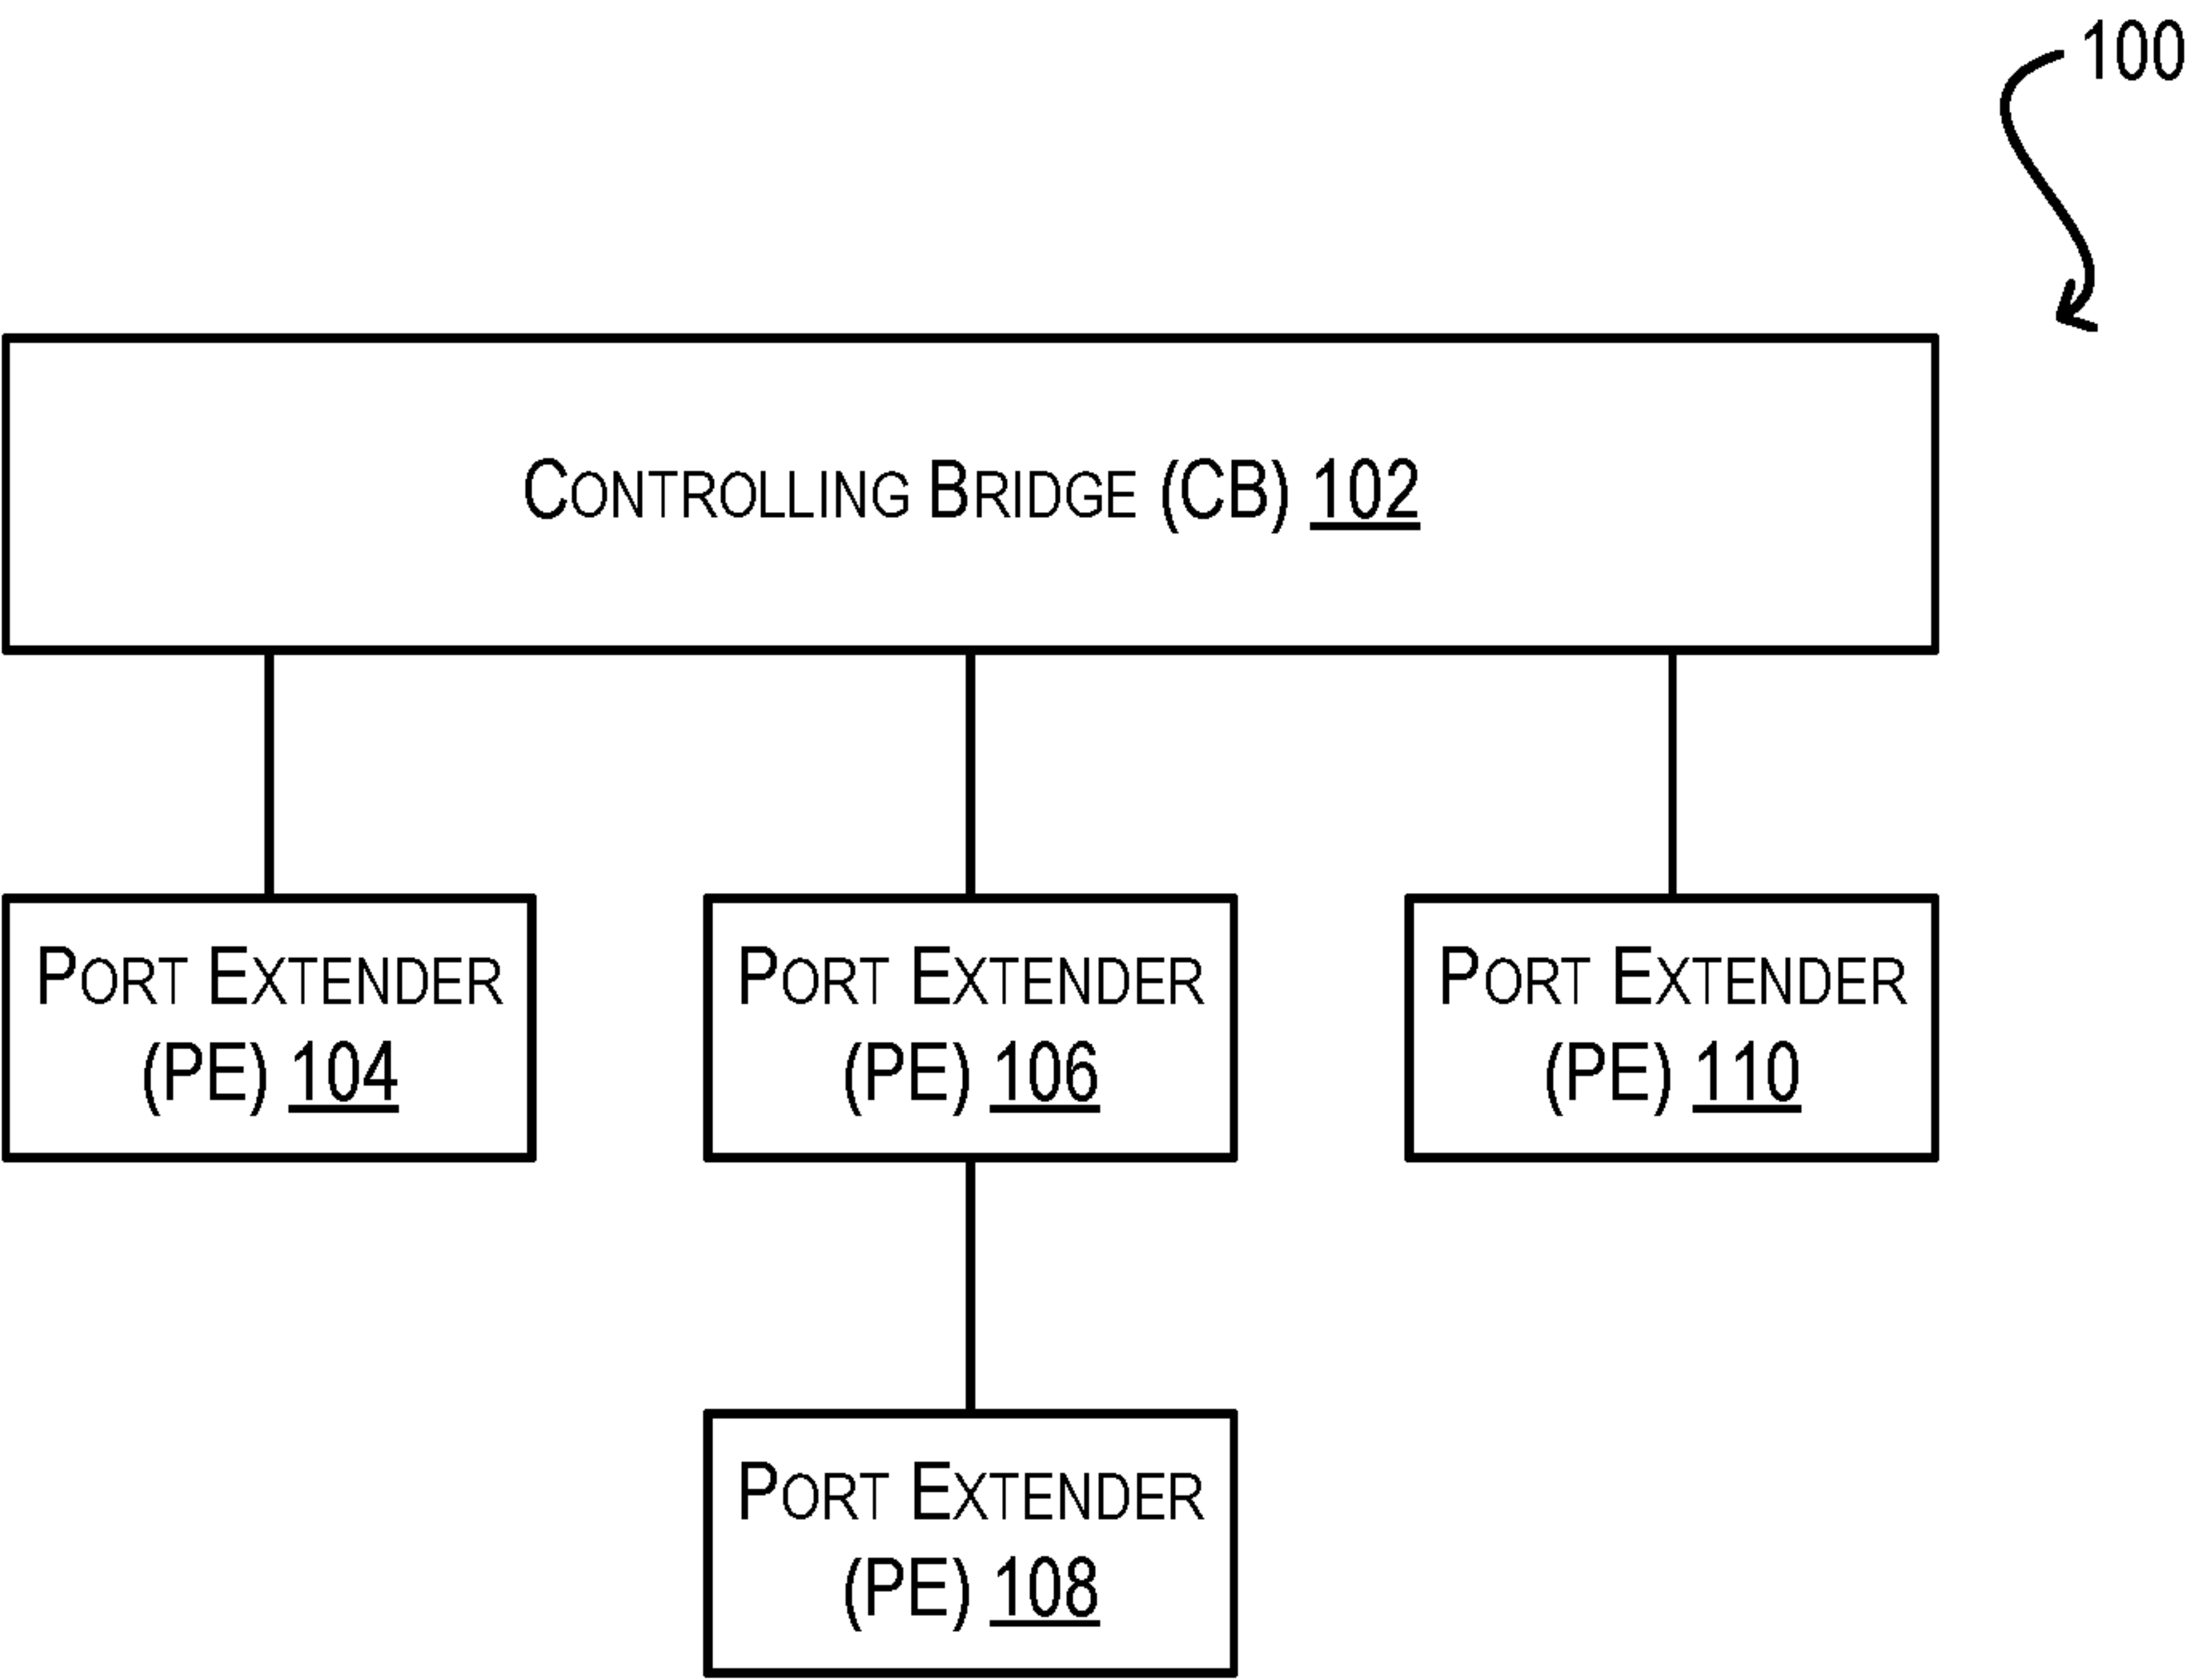 100
Controlling Bridge (CB) 102
Port Extender
(PE) 104
Port Extender
(PE) 106
Port Extender
(PE) 110
Port Extender
(PE) 108